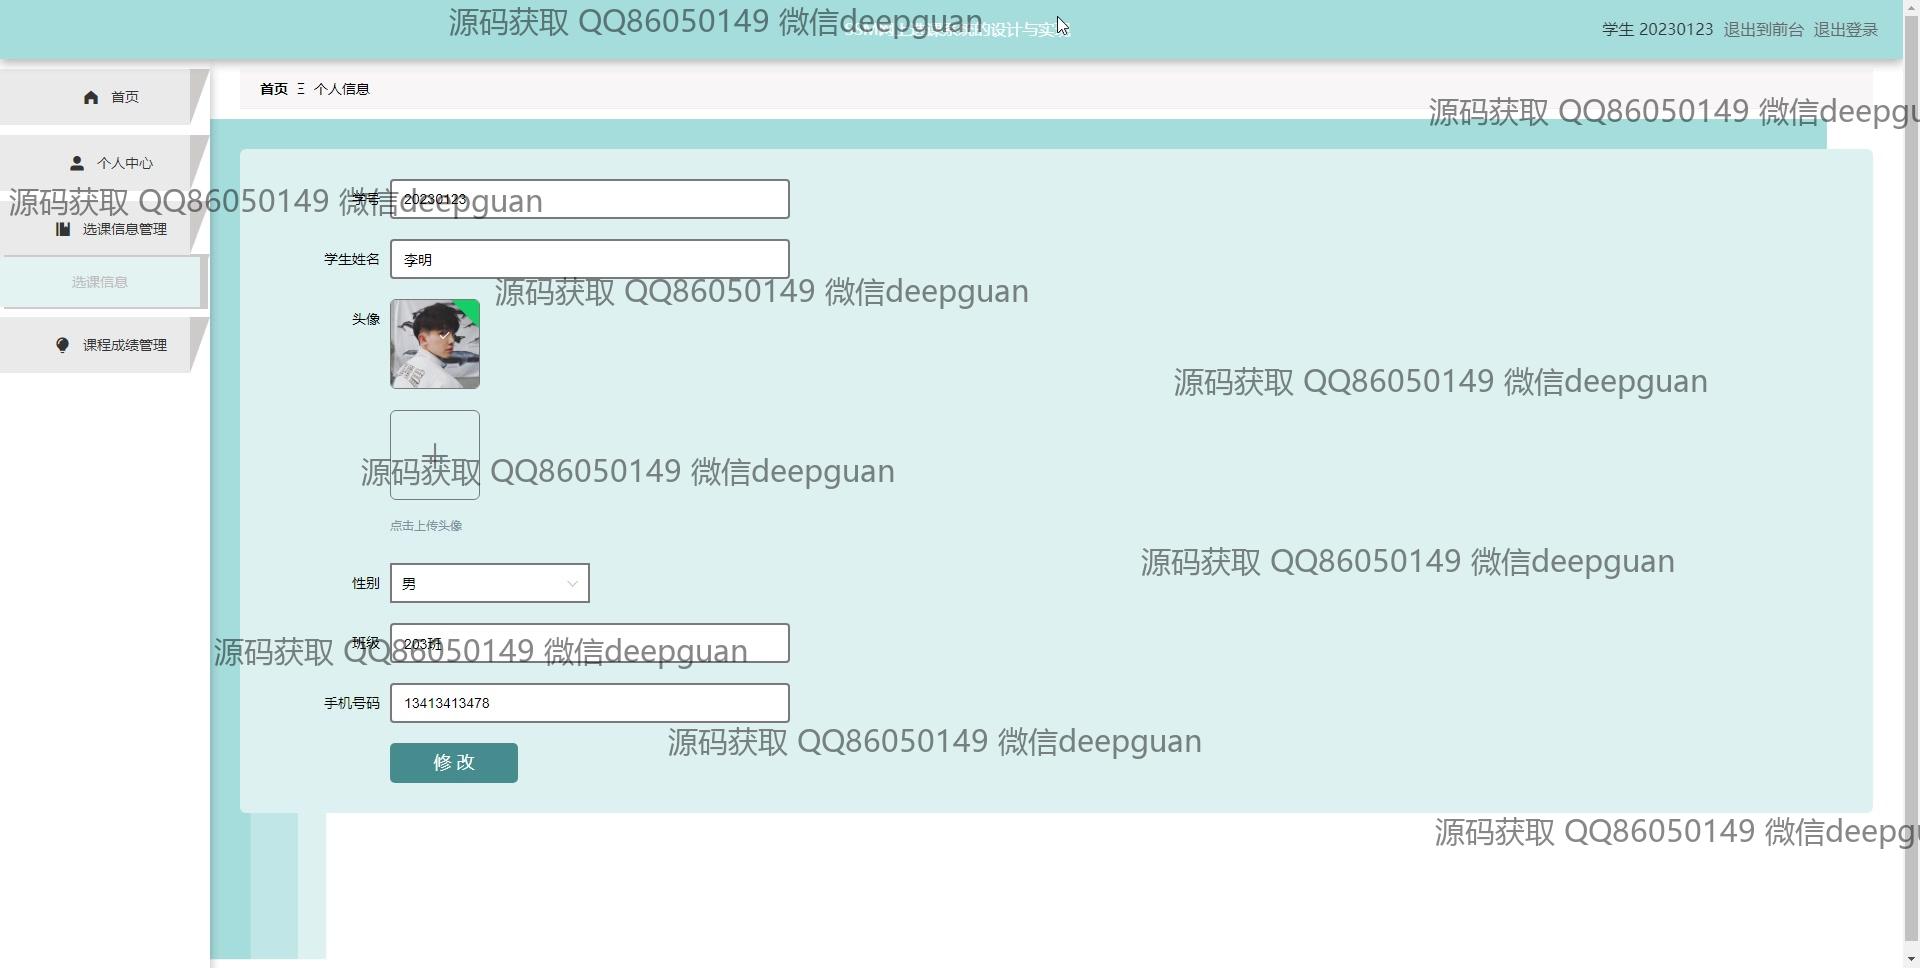 源码获取 QQ86050149 微信deepguan
SSM网上选课系统的设计与实现
学生 20230123 退出到前台 退出登录
首页
首页 Ξ 个人信息
源码获取 QQ86050149 微信deepgu
个人中心
学号 20230123
源码获取 QQ86050149 微信deepguan
选课信息管理
学生姓名 李明
选课信息
源码获取 QQ86050149 微信deepguan
头像
课程成绩管理
源码获取 QQ86050149 微信deepguan
源码获取 QQ86050149 微信deepguan
点击上传头像
源码获取 QQ86050149 微信deepguan
性别 男
班级 203班
源码获取 QQ86050149 微信deepguan
手机号码 13413413478
源码获取 QQ86050149 微信deepguan
修改
源码获取 QQ86050149 微信deepgu